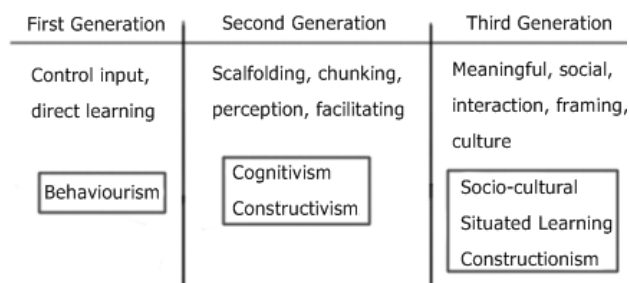 First Generation
Second Generation
Third Generation
Control input,
direct learning
Scalfolding, chunking,
perception, facilitating
Meaningful, social,
interaction, framing,
culture
Behaviourism
Cognitivism
Constructivism
Socio-cultural
Situated Learning
Constructionism